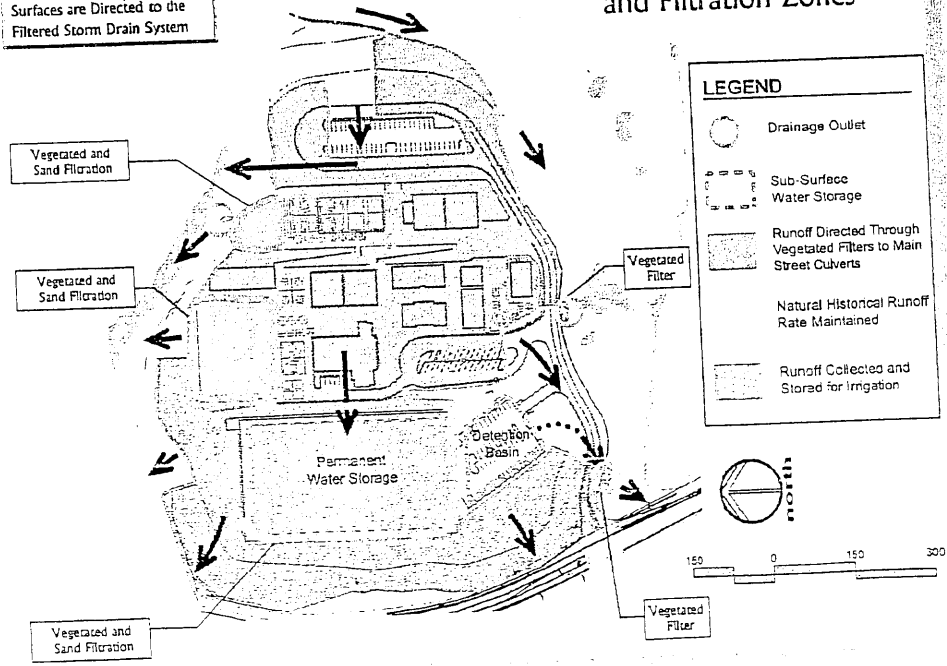 Surfaces are Directed to the
Filtered Storm Drain System
and Filtration Zones
LEGEND
Drainage Outlet
Sub-Surface
Water Storage
Runoff Directed Through
Vegetated Filters to Main
Street Culverts
Natural Historical Runoff
Rate Maintained
Runoff Collected and
Stored for Irrigation
Vegetated and
Sand Filtration
Vegetated and
Sand Filtration
Vegetated
Filter
Detention
Basin
Permanent
Water Storage
north
150 0 150 300
Vegetated
Filter
Vegetated and
Sand Filtration